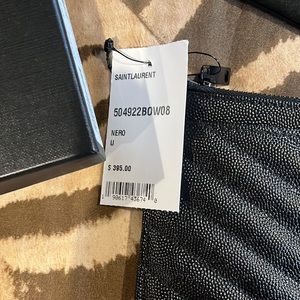 SAINTLAURENT
504922BOW08
NERO
U
$ 395.00